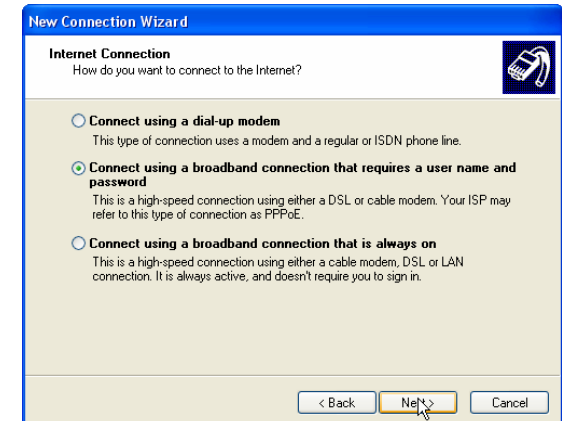 New Connection Wizard
Internet Connection
How do you want to connect to the Internet?
Connect using a dial-up modem
This type of connection uses a modem and a regular or ISDN phone line.
Connect using a broadband connection that requires a user name and
password
This is a high-speed connection using either a DSL or cable modem. Your ISP may
refer to this type of connection as PPPoE.
Connect using a broadband connection that is always on
This is a high-speed connection using either a cable modem, DSL or LAN
connection. It is always active, and doesn't require you to sign in.
< Back Next > Cancel